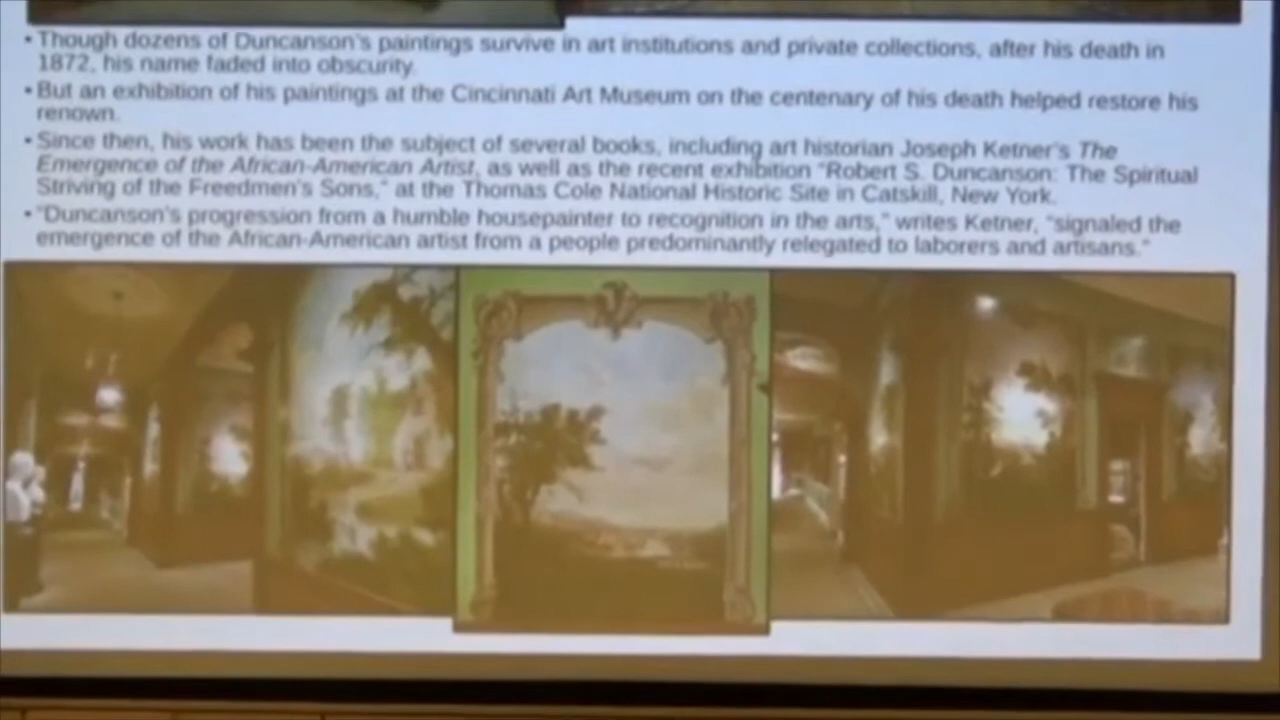 • Though dozens of Duncanson's paintings survive in art institutions and private collections, after his death in
1872, his name faded into obscurity.
• But an exhibition of his paintings at the Cincinnati Art Museum on the centenary of his death helped restore his
renown.
• Since then, his work has been the subject of several books, including art historian Joseph Ketner's The
Emergence of the African-American Artist, as well as the recent exhibition "Robert S. Duncanson: The Spiritual
Striving of the Freedmen's Sons," at the Thomas Cole National Historic Site in Catskill, New York.
• "Duncanson's progression from a humble housepainter to recognition in the arts," writes Ketner, "signaled the
emergence of the African-American artist from a people predominantly relegated to laborers and artisans."